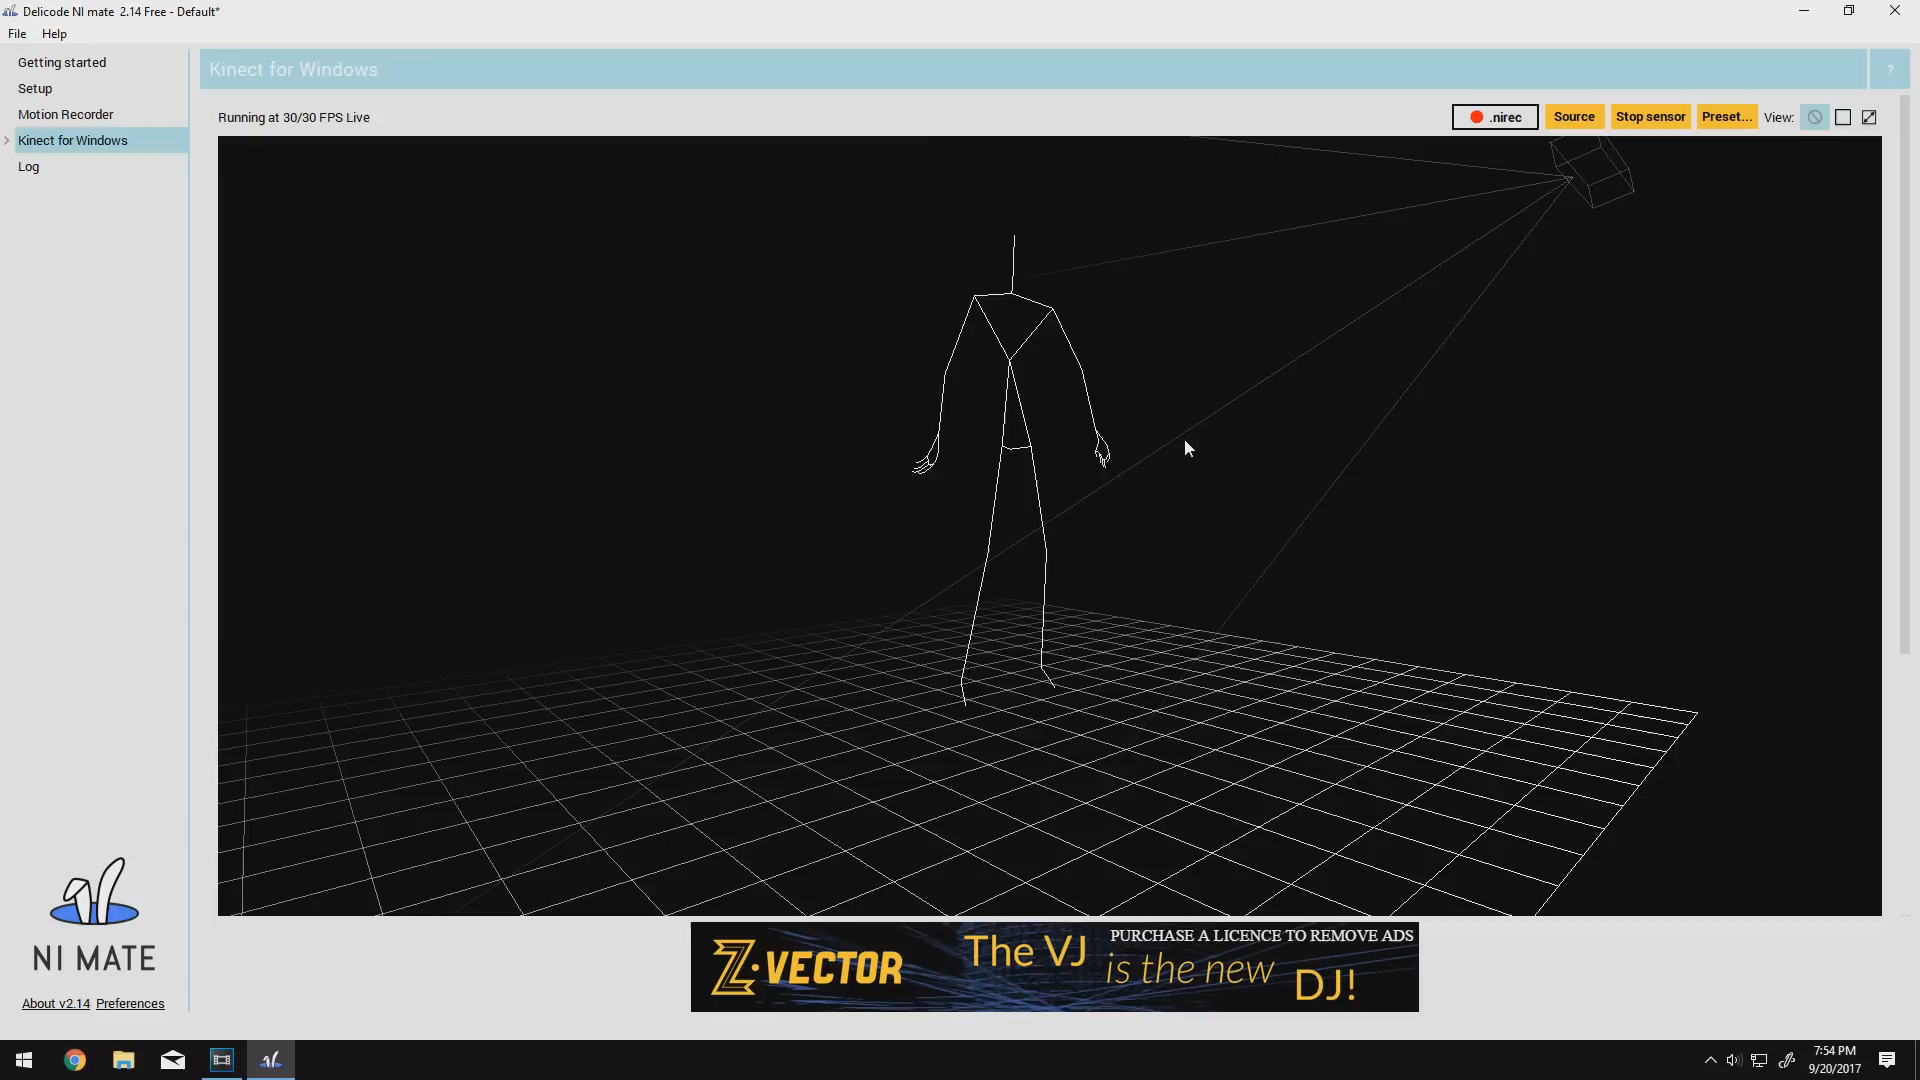 Delicode NI mate 2.14 Free - Default*
File Help
Getting started
Setup
Motion Recorder
Kinect for Windows
Log
Kinect for Windows
?
Running at 30/30 FPS Live
.nirec
Source
Stop sensor
Preset...
View:
NI MATE
About v2.14 Preferences
Z·VECTOR
The VJ
is the new
DJ!
PURCHASE A LICENCE TO REMOVE ADS
7:54 PM
9/20/2017